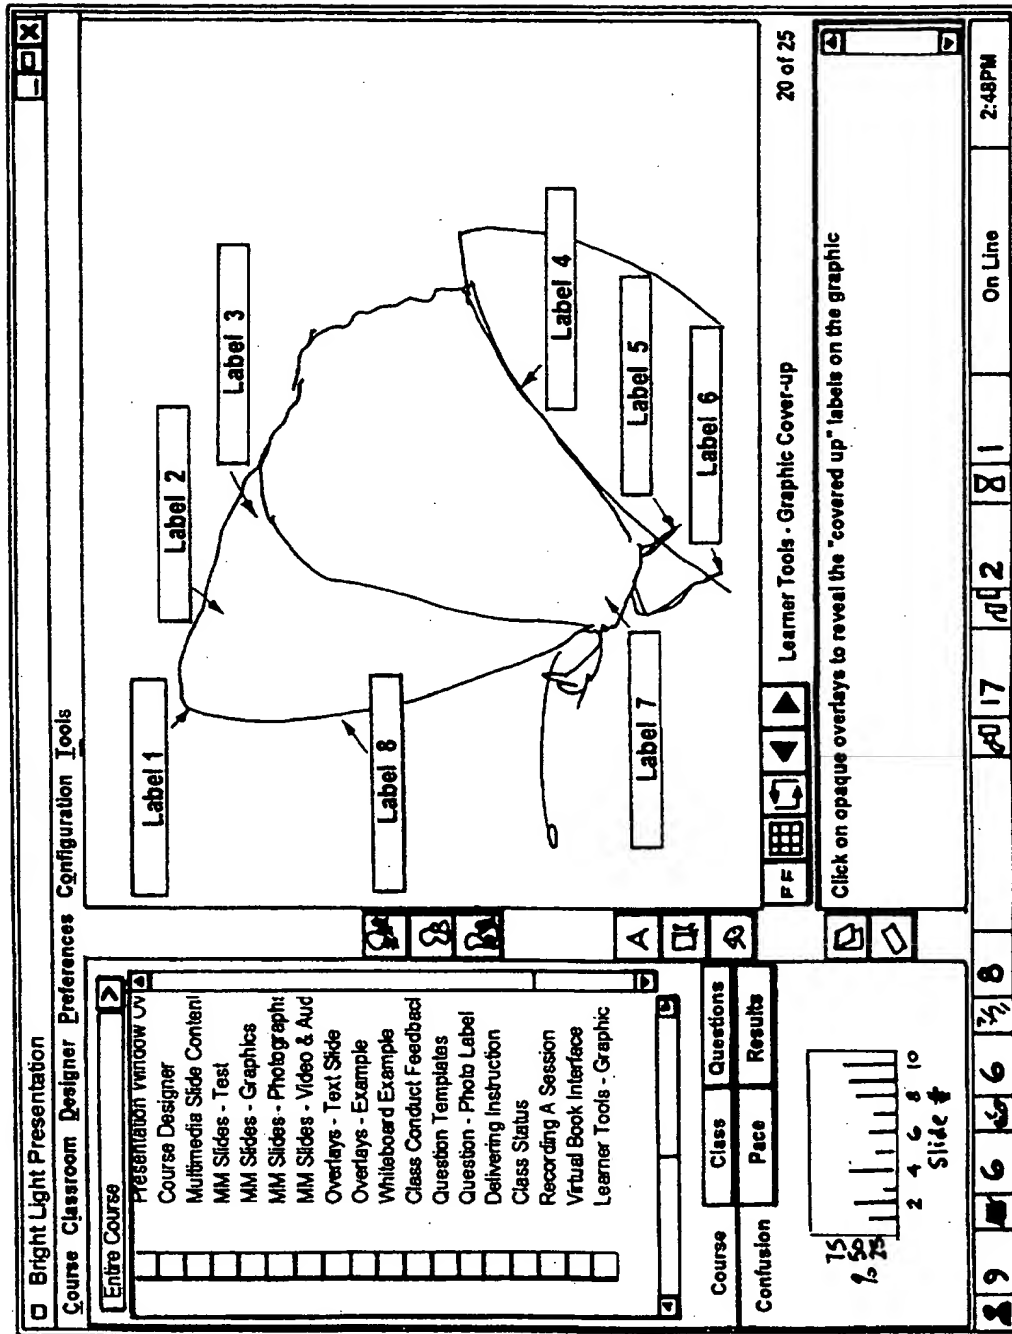 Bright Light Presentation
Course Classroom Designer Preferences Configuration Tools
Entire Course
Presentation Window Ov
Course Designer
Multimedia Slide Content
MM Slides - Test
MM Slides - Graphics
MM Slides - Photographs
MM Slides - Video & Aud
Overlays - Text Slide
Overlays - Example
Whiteboard Example
Class Conduct Feedback
Question Templates
Question - Photo Label
Delivering Instruction
Class Status
Recording A Session
Virtual Book Interface
Learner Tools - Graphic
Course Class Questions
Confusion Pace Results
75
% 50
25
2 4 6 8 10
Slide #
A
Label 1
Label 2
Label 3
Label 4
Label 5
Label 6
Label 7
Label 8
FF
Learner Tools - Graphic Cover-up
20 of 25
Click on opaque overlays to reveal the "covered up" labels on the graphic
9 6 6 8 17 2 1 On Line 2:48PM